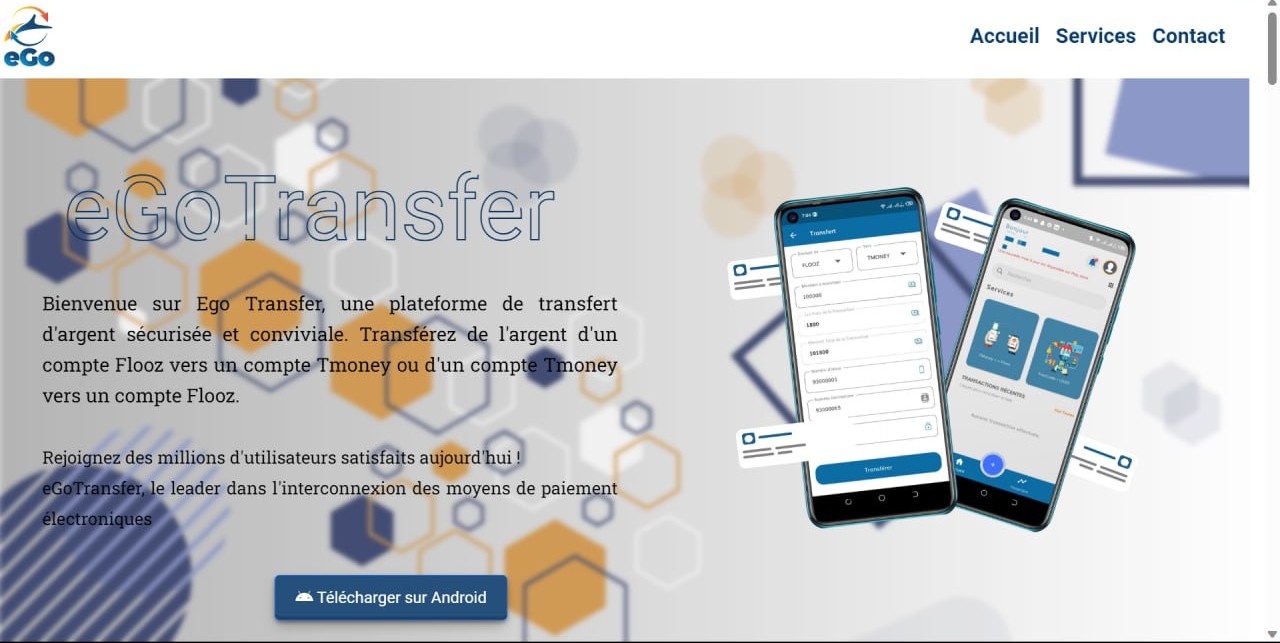 eGo
Accueil Services Contact
eGoTransfer
Bienvenue sur Ego Transfer, une plateforme de transfert
d'argent sécurisée et conviviale. Transférez de l'argent d'un
compte Flooz vers un compte Tmoney ou d'un compte Tmoney
vers un compte Flooz.
Rejoignez des millions d'utilisateurs satisfaits aujourd'hui !
eGoTransfer, le leader dans l'interconnexion des moyens de paiement
électroniques
Télécharger sur Android
Transfert
FLOOZ
TMONEY
100000
1800
101800
Transférer
Bonjour
Rechercher
Services
TRANSACTIONS RÉCENTES